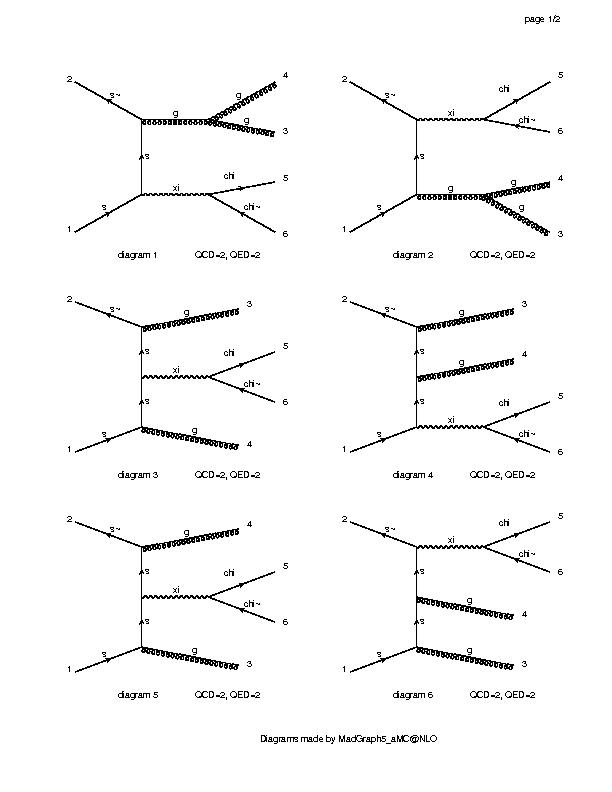 page 1/2
2 s~ g g 4
g 3
s
s xi chi 5
1 chi~ 6
diagram 1 QCD=2, QED=2
2 s~ xi chi 5
chi~ 6
s
s g g 4
1 g 3
diagram 2 QCD=2, QED=2
2 s~ g 3
s
xi chi 5
chi~ 6
s
1 s g 4
diagram 3 QCD=2, QED=2
2 s~ g 3
s
g 4
s
xi chi 5
1 s chi~ 6
diagram 4 QCD=2, QED=2
2 s~ g 4
s
xi chi 5
chi~ 6
s
1 s g 3
diagram 5 QCD=2, QED=2
2 s~ xi chi 5
chi~ 6
s
g 4
s
1 s g 3
diagram 6 QCD=2, QED=2
Diagrams made by MadGraph5_aMC@NLO